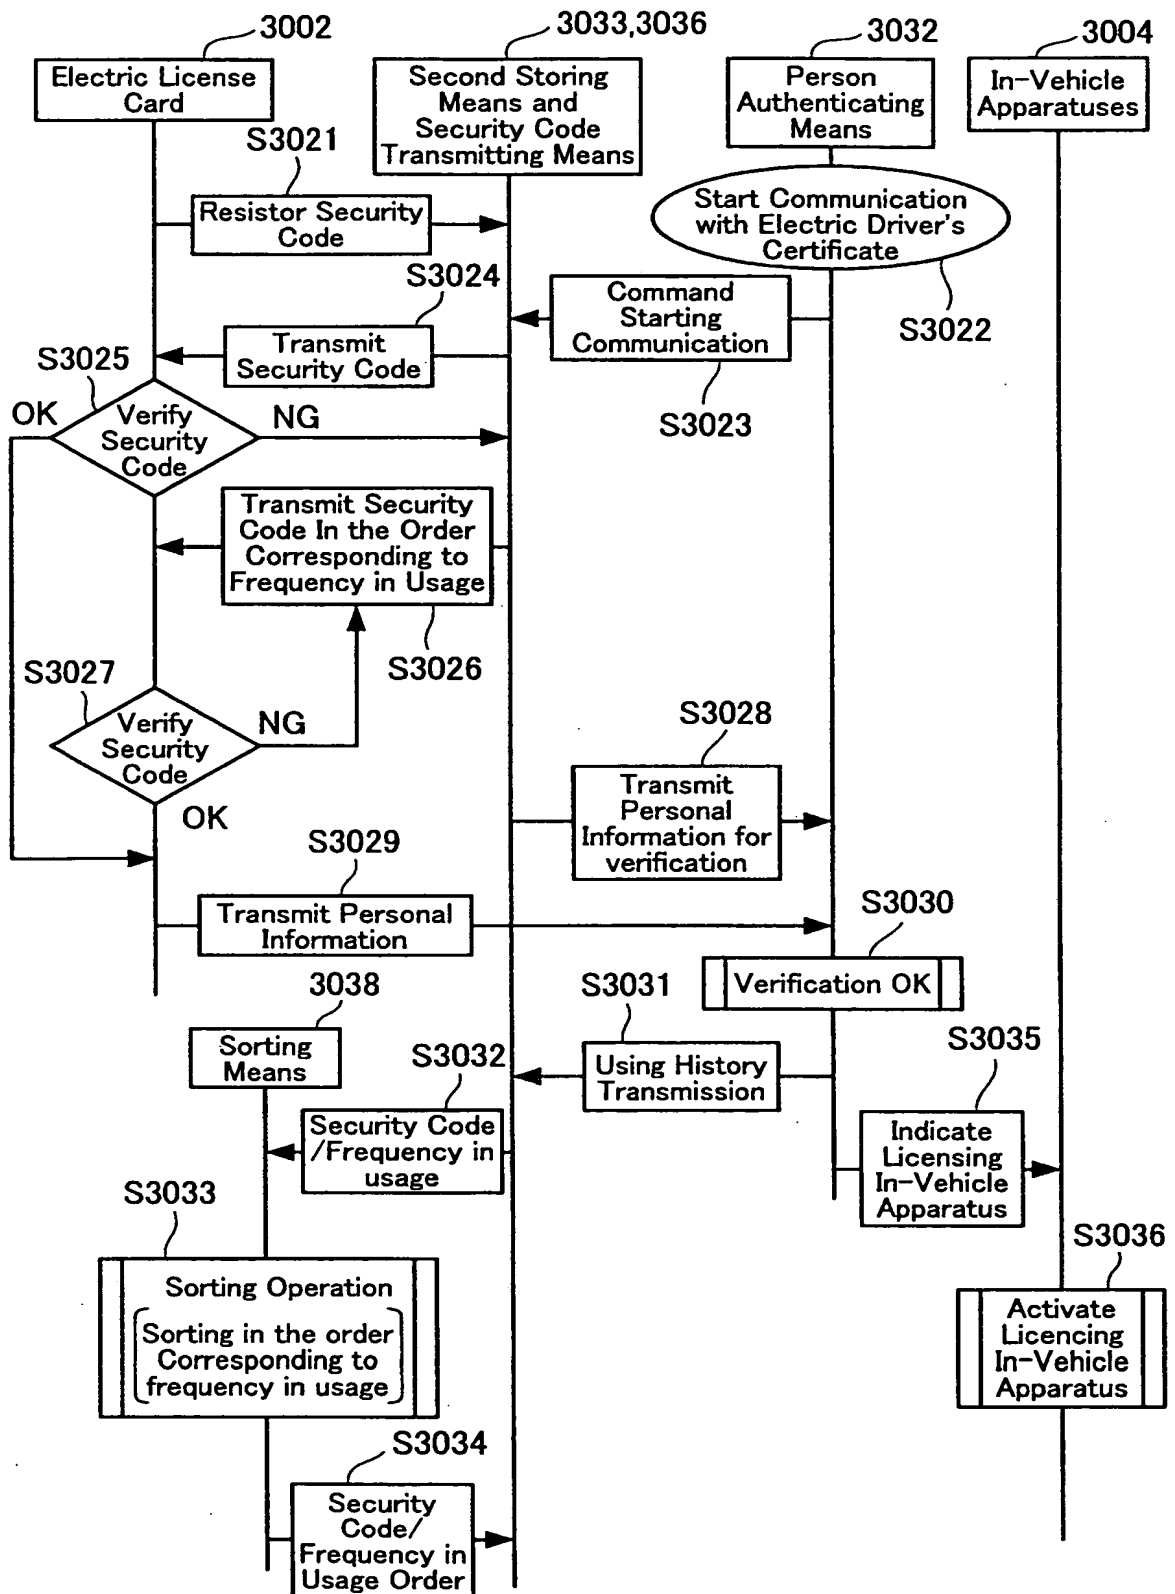 3002
3033,3036
3032
3004
Electric License
Card
Second Storing
Means and
Security Code
Transmitting Means
Person
Authenticating
Means
In-Vehicle
Apparatuses
S3021
Resistor Security
Code
Start Communication
with Electric Driver's
Certificate
S3022
S3024
Command
Starting
Communication
S3023
Transmit
Security Code
S3025
OK
Verify
Security
Code
NG
Transmit Security
Code In the Order
Corresponding to
Frequency in Usage
S3026
S3027
Verify
Security
Code
NG
OK
S3028
Transmit
Personal
Information for
verification
S3029
Transmit Personal
Information
S3030
Verification OK
3038
Sorting
Means
S3031
Using History
Transmission
S3032
Security Code
/Frequency in
usage
S3035
Indicate
Licensing
In-Vehicle
Apparatus
S3033
Sorting Operation
Sorting in the order
Corresponding to
frequency in usage
S3036
Activate
Licencing
In-Vehicle
Apparatus
S3034
Security
Code/
Frequency in
Usage Order